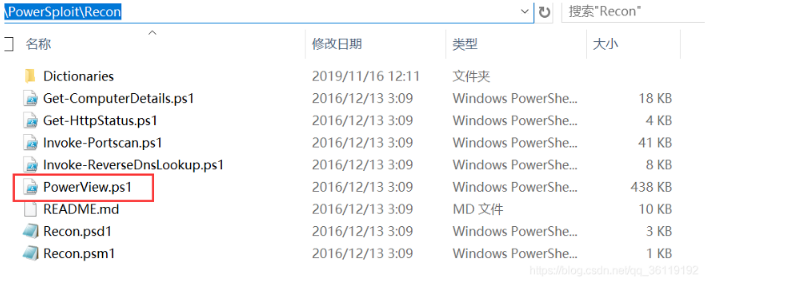 \PowerSploit\Recon 搜索"Recon"
名称 修改日期 类型 大小
Dictionaries 2019/11/16 12:11 文件夹
Get-ComputerDetails.ps1 2016/12/13 3:09 Windows PowerShe... 18 KB
Get-HttpStatus.ps1 2016/12/13 3:09 Windows PowerShe... 4 KB
Invoke-Portscan.ps1 2016/12/13 3:09 Windows PowerShe... 41 KB
Invoke-ReverseDnsLookup.ps1 2016/12/13 3:09 Windows PowerShe... 8 KB
PowerView.ps1 2016/12/13 3:09 Windows PowerShe... 438 KB
README.md 2016/12/13 3:09 MD 文件 10 KB
Recon.psd1 2016/12/13 3:09 Windows PowerShe... 3 KB
Recon.psm1 2016/12/13 3:09 Windows PowerShe... 1 KB
https://blog.csdn.net/qq_36119192